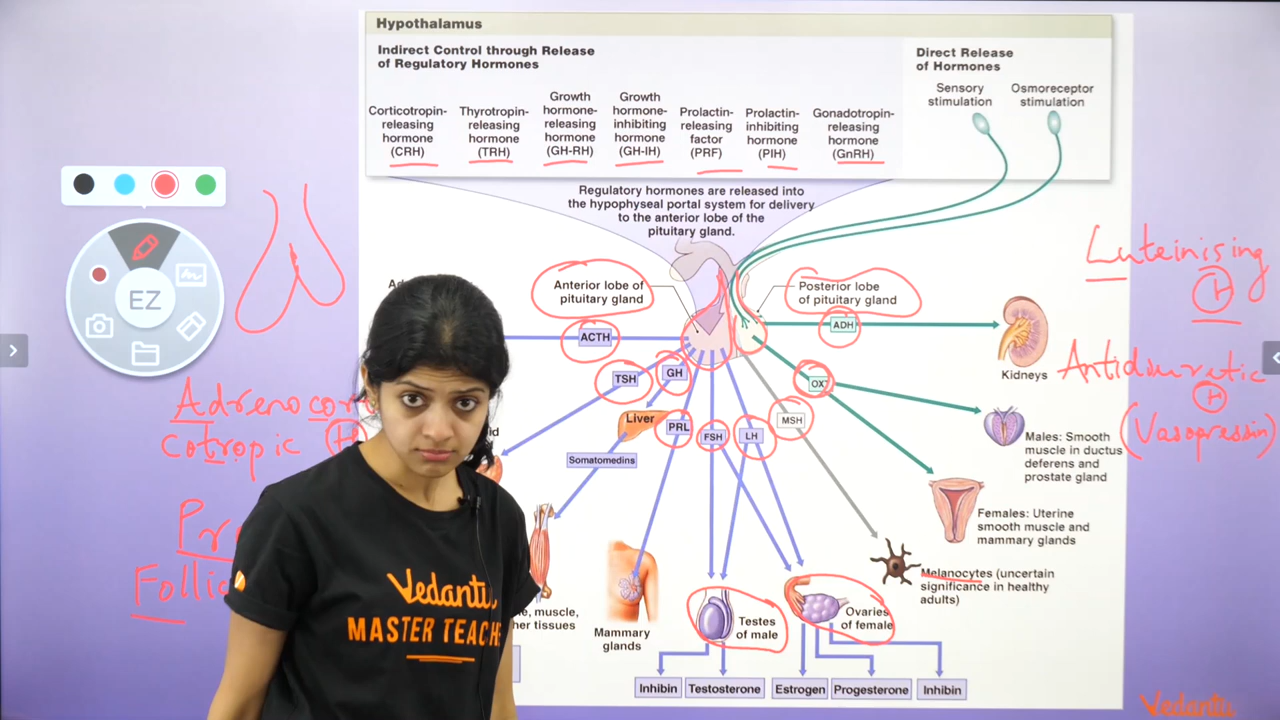 Hypothalamus
Indirect Control through Release
of Regulatory Hormones
Direct Release
of Hormones
Corticotropin-
releasing
hormone
(CRH)
Thyrotropin-
releasing
hormone
(TRH)
Growth
hormone-
releasing
hormone
(GH-RH)
Growth
hormone-
inhibiting
hormone
(GH-IH)
Prolactin-
releasing
factor
(PRF)
Prolactin-
inhibiting
hormone
(PIH)
Gonadotropin-
releasing
hormone
(GnRH)
Sensory
stimulation
Osmoreceptor
stimulation
Regulatory hormones are released into
the hypophyseal portal system for delivery
to the anterior lobe of the
pituitary gland.
EZ
Anterior lobe of
pituitary gland
Posterior lobe
of pituitary gland
Luteinising
H
ACTH
ADH
Kidneys
Antidiuretic
H
(Vasopressin)
TSH
GH
OXT
Liver
PRL
FSH
LH
MSH
Somatomedins
Adrenocorti
cotropic (H
Males: Smooth
muscle in ductus
deferens and
prostate gland
Females: Uterine
smooth muscle and
mammary glands
Melanocytes (uncertain
significance in healthy
adults)
muscle,
tissues
Mammary
glands
Testes
of male
Ovaries
of female
Inhibin
Testosterone
Estrogen
Progesterone
Inhibin
Vedantu
MASTER
Vedantu